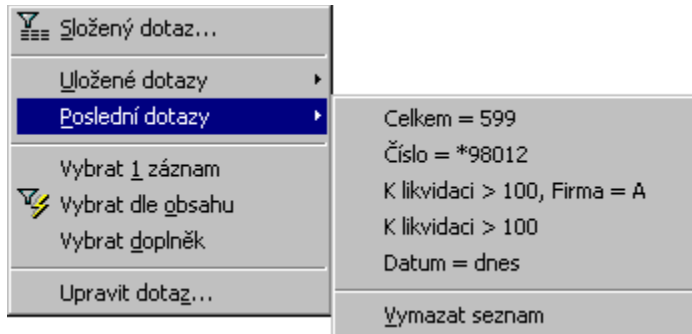 Složený dotaz...
Uložené dotazy
Poslední dotazy
Vybrat 1 záznam
Vybrat dle obsahu
Vybrat doplněk
Upravit dotaz...
Celkem = 599
Číslo = *98012
K likvidaci > 100, Firma = A
K likvidaci > 100
Datum = dnes
Vymazat seznam